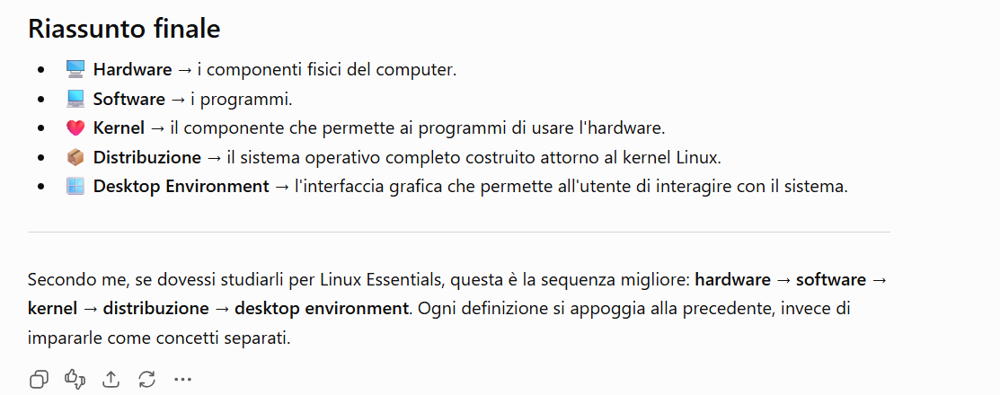 Riassunto finale
🖥️ Hardware → i componenti fisici del computer.
💻 Software → i programmi.
❤️ Kernel → il componente che permette ai programmi di usare l'hardware.
📦 Distribuzione → il sistema operativo completo costruito attorno al kernel Linux.
🪟 Desktop Environment → l'interfaccia grafica che permette all'utente di interagire con il sistema.
Secondo me, se dovessi studiarli per Linux Essentials, questa è la sequenza migliore: hardware → software →
kernel → distribuzione → desktop environment. Ogni definizione si appoggia alla precedente, invece di
impararle come concetti separati.